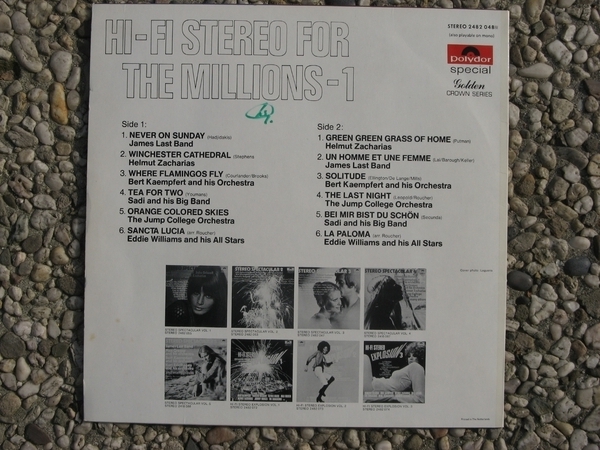 HI-FI STEREO FOR
THE MILLIONS-1
STEREO 2482 048
(also playable on mono)
Polydor
special
Golden
CROWN SERIES
Side 1:
1. NEVER ON SUNDAY (Hadjidakis)
James Last Band
2. WINCHESTER CATHEDRAL (Stephens)
Helmut Zacharias
3. WHERE FLAMINGOS FLY (Courlander/Brooks)
Bert Kaempfert and his Orchestra
4. TEA FOR TWO (Youmans)
Sadi and his Big Band
5. ORANGE COLORED SKIES
The Jump College Orchestra
6. SANCTA LUCIA (arr. Roucher)
Eddie Williams and his All Stars
Side 2:
1. GREEN GREEN GRASS OF HOME (Putman)
Helmut Zacharias
2. UN HOMME ET UNE FEMME
James Last Band
3. SOLITUDE (Ellington/De Lange/Mills)
Bert Kaempfert and his Orchestra
4. THE LAST NIGHT (Leopold/Roucher)
The Jump College Orchestra
5. BEI MIR BIST DU SCHÖN (Secunda)
Sadi and his Big Band
6. LA PALOMA (arr. Roucher)
Eddie Williams and his All Stars